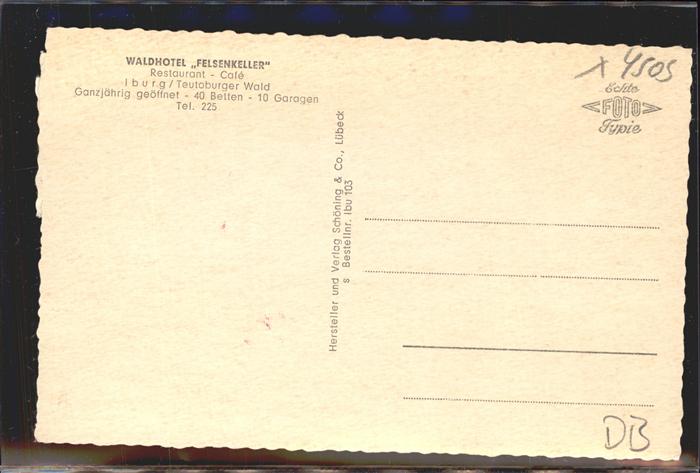 WALDHOTEL „FELSENKELLER"
Restaurant - Café
Iburg / Teutoburger Wald
Ganzjährig geöffnet - 40 Betten - 10 Garagen
Tel. 225
Hersteller und Verlag Schöning & Co., Lübeck
s Bestellnr. Ibu 103
x 4505
Echte
FOTO
Typie
DB